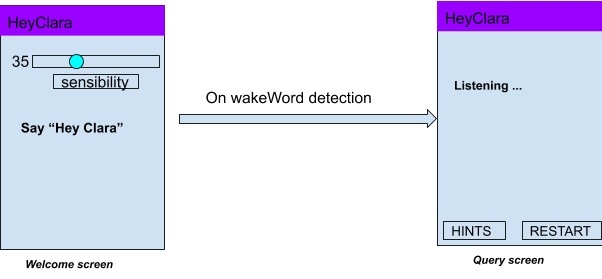 HeyClara
35
sensibility
Say “Hey Clara”
Welcome screen
On wakeWord detection
HeyClara
Listening ...
HINTS
RESTART
Query screen